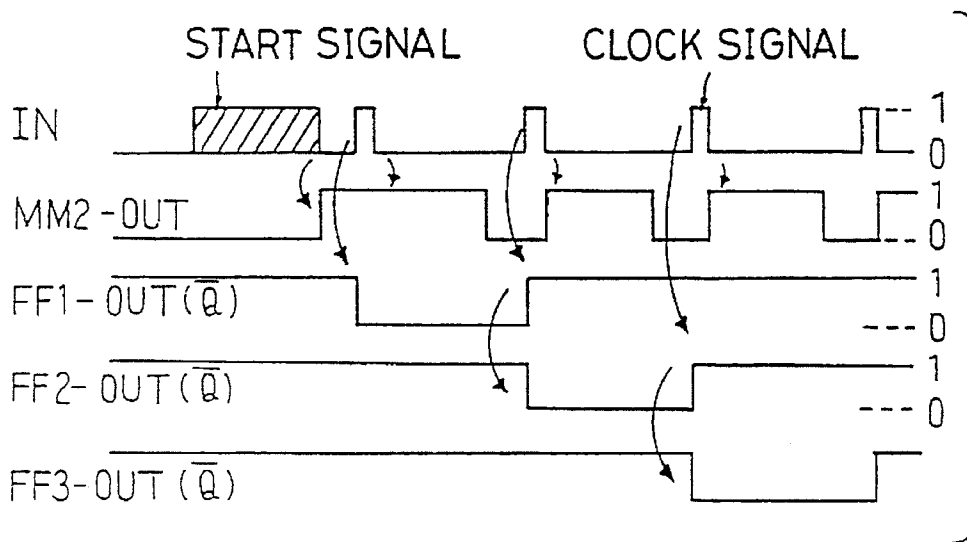 START SIGNAL CLOCK SIGNAL
IN 1
0
MM2-OUT 1
0
FF1-OUT(Q̅) 1
0
FF2-OUT(Q̅) 1
0
FF3-OUT(Q̅)